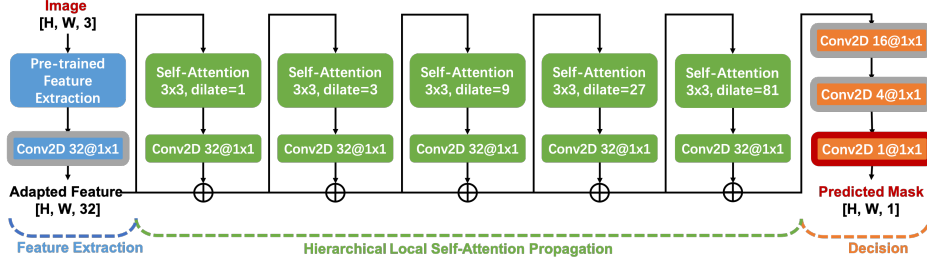 Image
[H, W, 3]
Pre-trained
Feature
Extraction
Conv2D 32@1x1
Adapted Feature
[H, W, 32]
Self-Attention
3x3, dilate=1
Conv2D 32@1x1
Self-Attention
3x3, dilate=3
Conv2D 32@1x1
Self-Attention
3x3, dilate=9
Conv2D 32@1x1
Self-Attention
3x3, dilate=27
Conv2D 32@1x1
Self-Attention
3x3, dilate=81
Conv2D 32@1x1
Conv2D 16@1x1
Conv2D 4@1x1
Conv2D 1@1x1
Predicted Mask
[H, W, 1]
Feature Extraction
Hierarchical Local Self-Attention Propagation
Decision